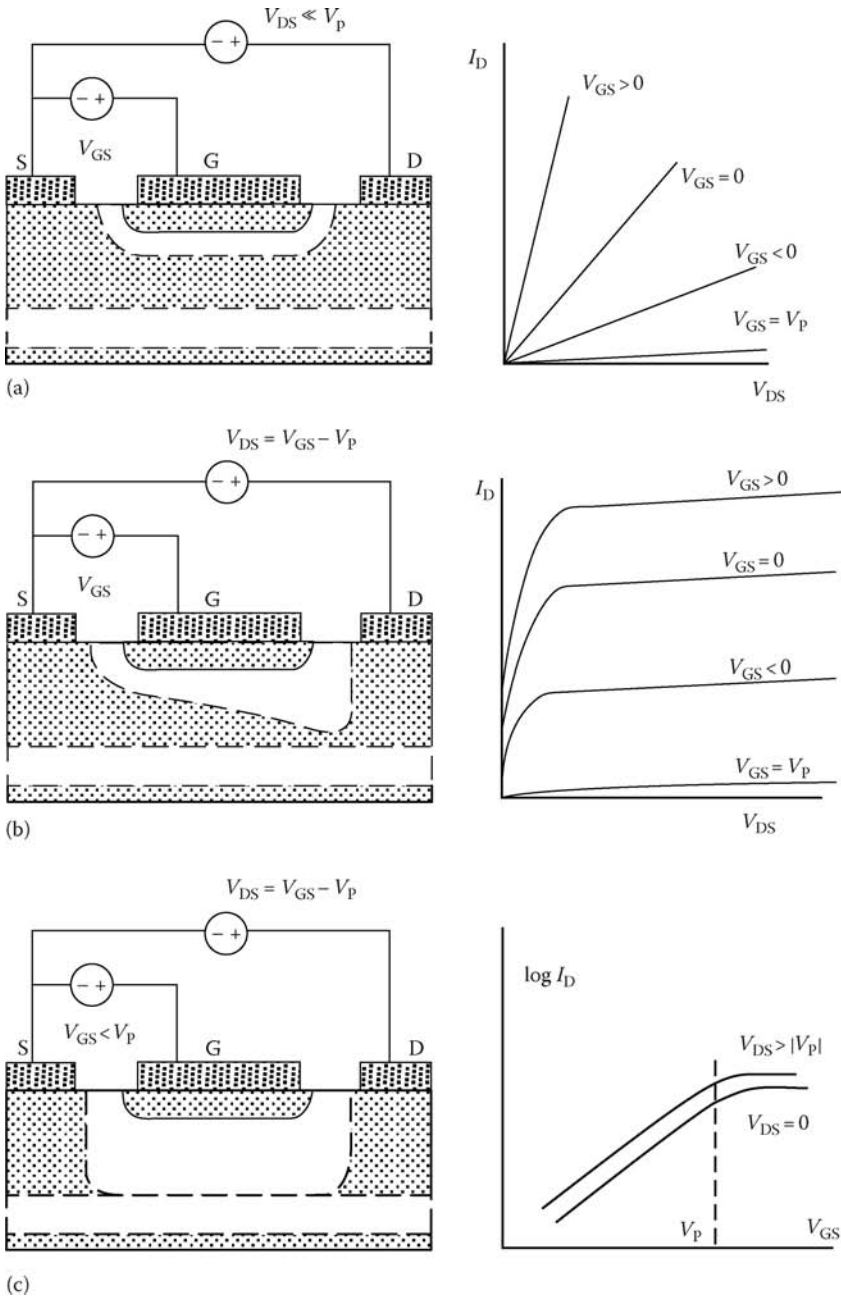 V_DS ≪ V_p
− +
− +
V_GS
S
G
D
(a)
I_D
V_GS > 0
V_GS = 0
V_GS < 0
V_GS = V_P
V_DS
V_DS = V_GS − V_P
− +
− +
V_GS
S
G
D
(b)
I_D
V_GS > 0
V_GS = 0
V_GS < 0
V_GS = V_P
V_DS
V_DS = V_GS − V_P
− +
− +
V_GS < V_P
S
G
D
(c)
log I_D
V_DS > |V_P|
V_DS = 0
V_P
V_GS